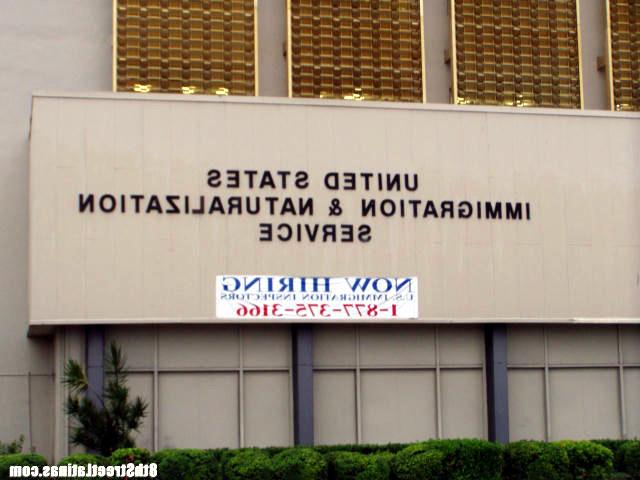 UNITED STATES
IMMIGRATION & NATURALIZATION
SERVICE
NOW HIRING
U.S. IMMIGRATION INSPECTORS
1-877-375-3166
8thStreetLatinas.com